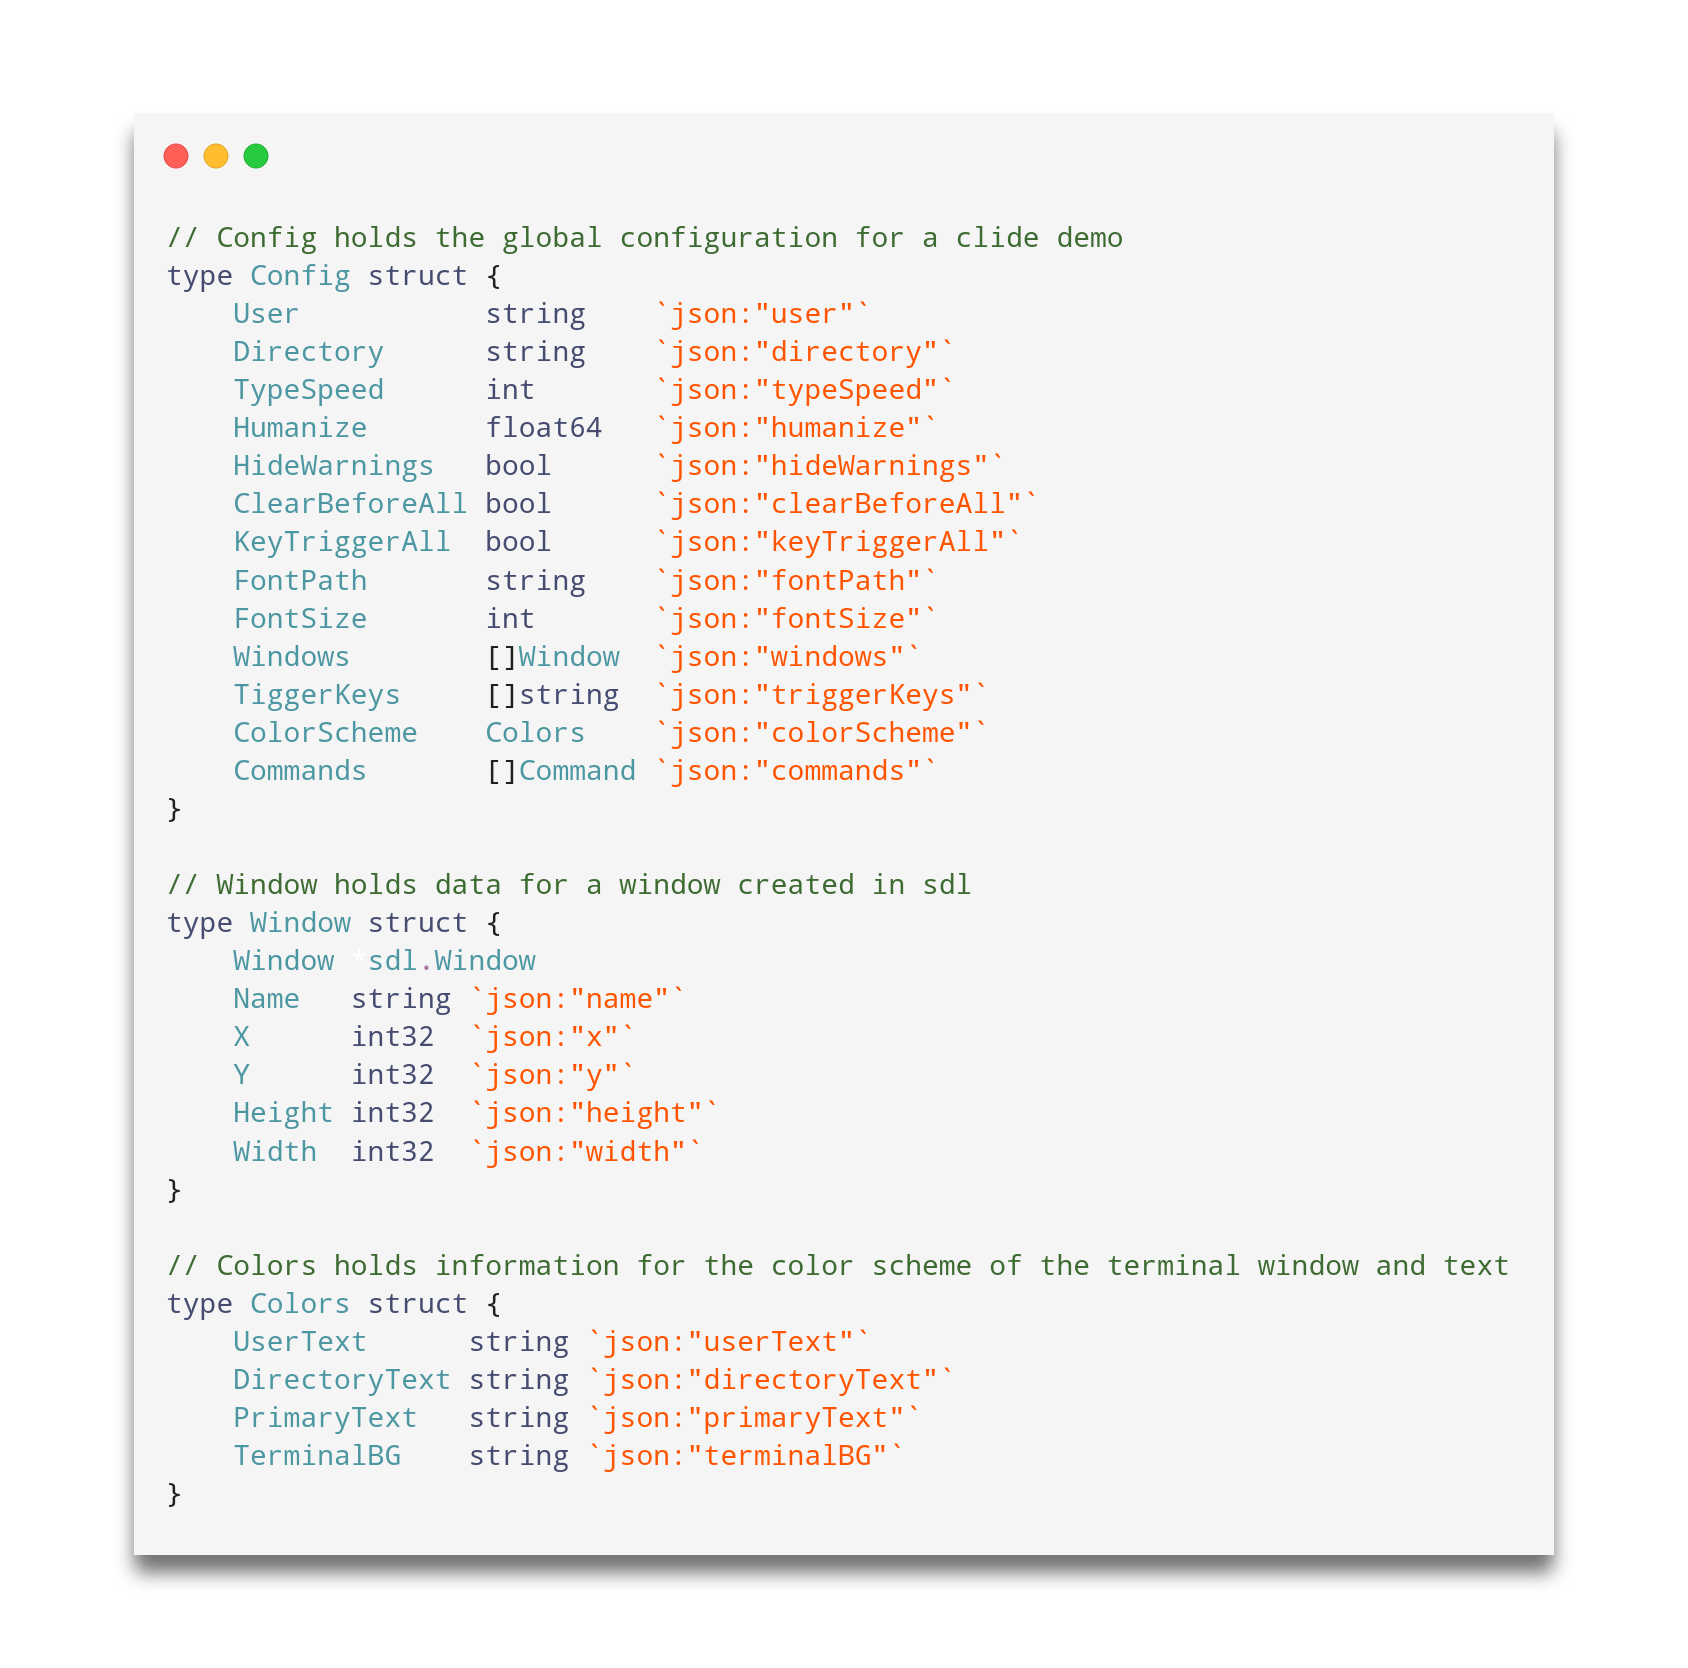 // Config holds the global configuration for a clide demo
type Config struct {
    User           string    `json:"user"`
    Directory      string    `json:"directory"`
    TypeSpeed      int       `json:"typeSpeed"`
    Humanize       float64   `json:"humanize"`
    HideWarnings   bool      `json:"hideWarnings"`
    ClearBeforeAll bool      `json:"clearBeforeAll"`
    KeyTriggerAll  bool      `json:"keyTriggerAll"`
    FontPath       string    `json:"fontPath"`
    FontSize       int       `json:"fontSize"`
    Windows        []Window  `json:"windows"`
    TiggerKeys     []string  `json:"triggerKeys"`
    ColorScheme    Colors    `json:"colorScheme"`
    Commands       []Command `json:"commands"`
}

// Window holds data for a window created in sdl
type Window struct {
    Window *sdl.Window
    Name   string `json:"name"`
    X      int32  `json:"x"`
    Y      int32  `json:"y"`
    Height int32  `json:"height"`
    Width  int32  `json:"width"`
}

// Colors holds information for the color scheme of the terminal window and text
type Colors struct {
    UserText      string `json:"userText"`
    DirectoryText string `json:"directoryText"`
    PrimaryText   string `json:"primaryText"`
    TerminalBG    string `json:"terminalBG"`
}